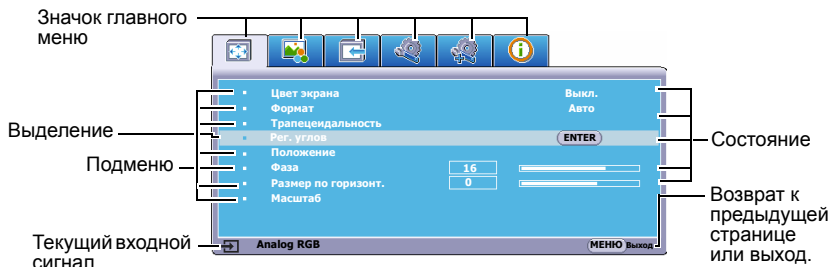 Значок главного
меню
Цвет экрана Выкл.
Формат Авто
Трапецеидальность
Выделение
Рег. углов ENTER
Состояние
Положение
Подменю
Фаза 16
Размер по горизонт. 0
Масштаб
Возврат к
предыдущей
странице
или выход.
Текущий входной
сигнал
Analog RGB МЕНЮ Выход